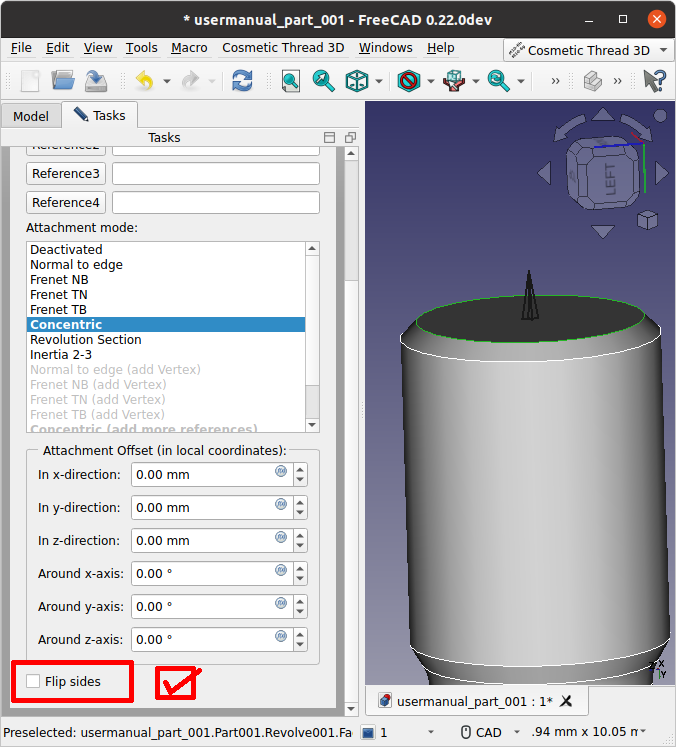 * usermanual_part_001 - FreeCAD 0.22.0dev
File Edit View Tools Macro Cosmetic Thread 3D Windows Help
Cosmetic Thread 3D
Model
Tasks
Tasks
Reference2
Reference3
Reference4
Attachment mode:
Deactivated
Normal to edge
Frenet NB
Frenet TN
Frenet TB
Concentric
Revolution Section
Inertia 2-3
Normal to edge (add Vertex)
Frenet NB (add Vertex)
Frenet TN (add Vertex)
Frenet TB (add Vertex)
Concentric (add more references)
Attachment Offset (in local coordinates):
In x-direction: 0.00 mm
In y-direction: 0.00 mm
In z-direction: 0.00 mm
Around x-axis: 0.00 °
Around y-axis: 0.00 °
Around z-axis: 0.00 °
Flip sides
LEFT
X
Y
usermanual_part_001 : 1*
Preselected: usermanual_part_001.Part001.Revolve001.Fa 1 CAD .94 mm x 10.05 m